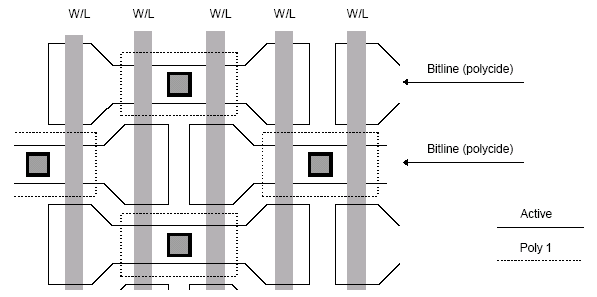 W/L W/L W/L W/L W/L
Bitline (polycide)
Bitline (polycide)
Active
Poly 1